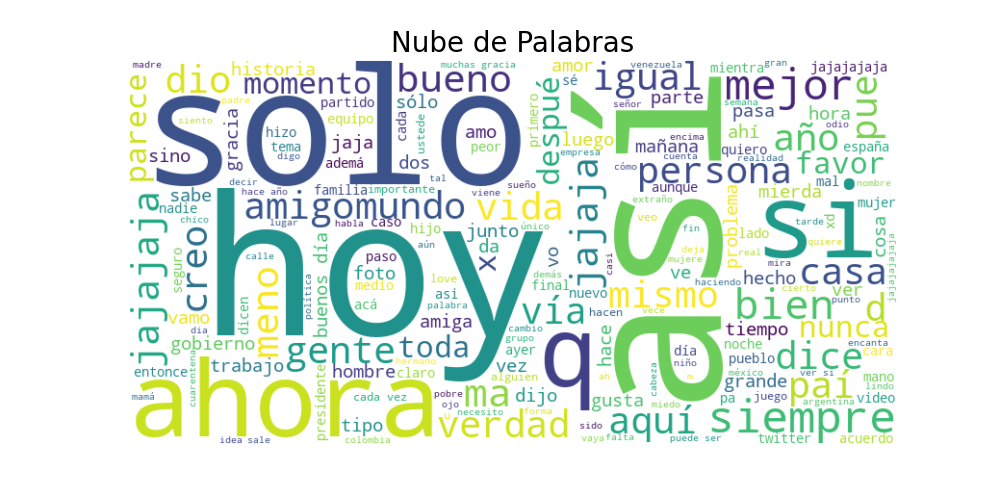 Nube de Palabras
madre
dio
historia
momento
bueno
muchas gracia
amor
igual
venezuela
mientra
gran
jajajajaja
mejor
sé
parece
solo
gracia
padre
partido
cada
sólo
ustede
primero
despué
señor
parte
semana
hora
pue
siento
hizo
tema
digo
equipo
jaja
ademá
amo
peor
luego
empresa
mañana
encima
pasa
ahí
odio
año
españa
sino
dos
tal
cómo
quiero
cuenta
realidad
favor
decir
hace año
familia
importante
viene
sueño
persona
aunque
mierda
mal
nombre
sabe
nadie
chico
lugar
amigomundo
habla
caso
hijo
junto
vida
único
extraño
veo
fin
problema
lado
si
tarde
xd
mujer
cosa
jajajaja
creo
seguro
calle
hoy
buenos día
aún
paso
foto
medio
acá
da
x
love
asi
palabra
vo
demás
final
nuevo
jajajá
casi
así
ve
deja
mujere
real
quiere
mira
hecho
casa
ver
jajajajajaja
vamo
dia
dicen
meno
política
amiga
cambio
grupo
vía
hacen
mismo
vece
haciendo
cierto
bien
punto
d
gobierno
entonce
trabajo
gente
toda
hermano
hombre
claro
vez
ayer
alguien
q
hace
ah
día
niño
m
tiempo
noche
pueblo
nunca
encanta
cara
dice
méxico
ver si
mamá
cuarentena
ahora
presidente
cada vez
pobre
ojo
u
necesito
ma
dijo
forma
gusta
miedo
cabeza
pa
grande
juego
argentina
paí
mano
lindo
video
idea sale
tipo
colombia
verdad
sido
vaya
falta
aquí
puede ser
siempre
twitter
acuerdo